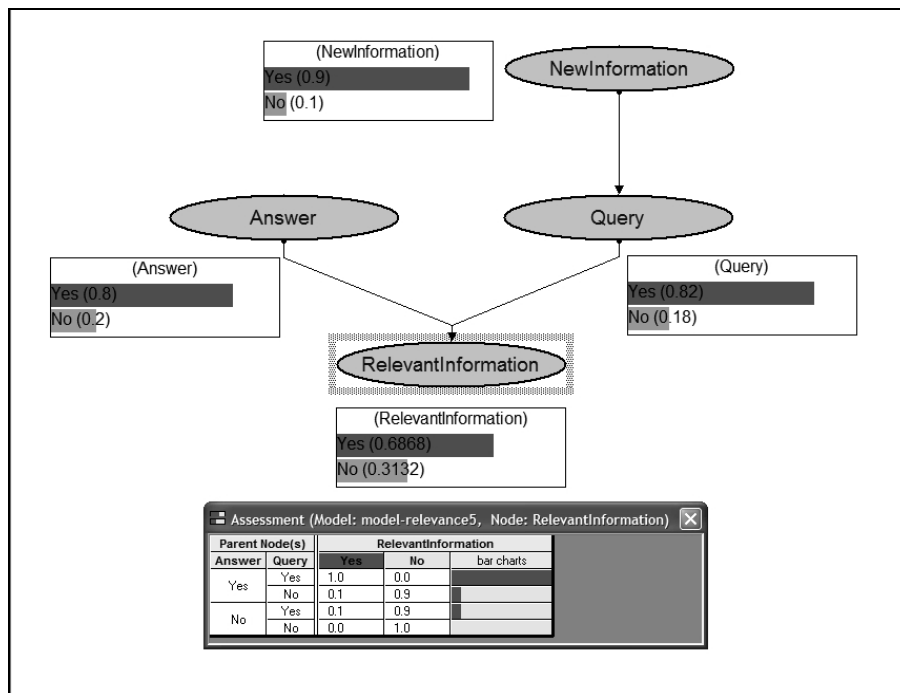 (NewInformation)
Yes (0.9)
No (0.1)
NewInformation
Answer
Query
(Answer)
Yes (0.8)
No (0.2)
(Query)
Yes (0.82)
No (0.18)
RelevantInformation
(RelevantInformation)
Yes (0.6868)
No (0.3132)
Assessment (Model: model-relevance5, Node: RelevantInformation)
Parent Node(s) RelevantInformation
Answer Query Yes No bar charts
Yes Yes 1.0 0.0
No 0.1 0.9
No Yes 0.1 0.9
No 0.0 1.0